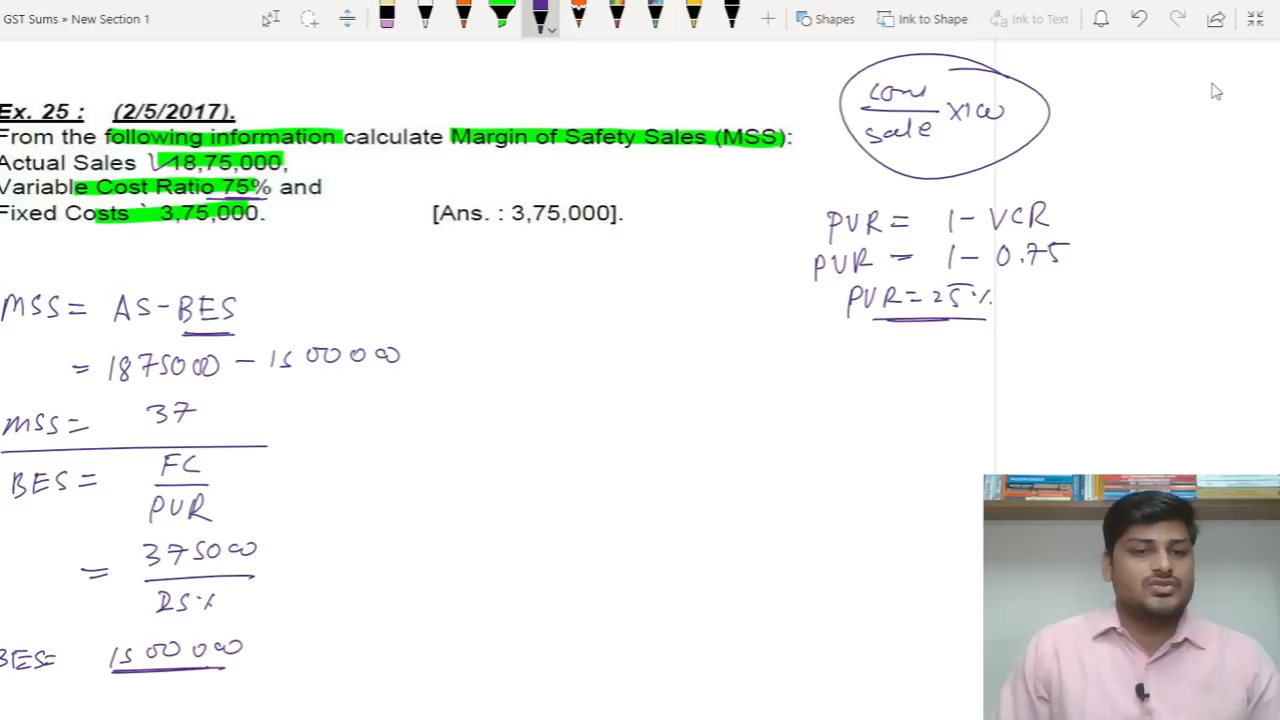 GST Sums » New Section 1
Shapes
Ink to Shape
Ink to Text
Ex. 25 : (2/5/2017).
From the following information calculate Margin of Safety Sales (MSS):
Actual Sales ` 18,75,000,
Variable Cost Ratio 75% and
Fixed Costs ` 3,75,000. [Ans. : 3,75,000].
MSS = AS - BES
= 1875000 - 1500000
MSS = 37
BES = FC
PVR
= 375000
25%
BES= 1500000
cont
sale ×100
PVR = 1 - VCR
PVR = 1 - 0.75
PVR = 25%